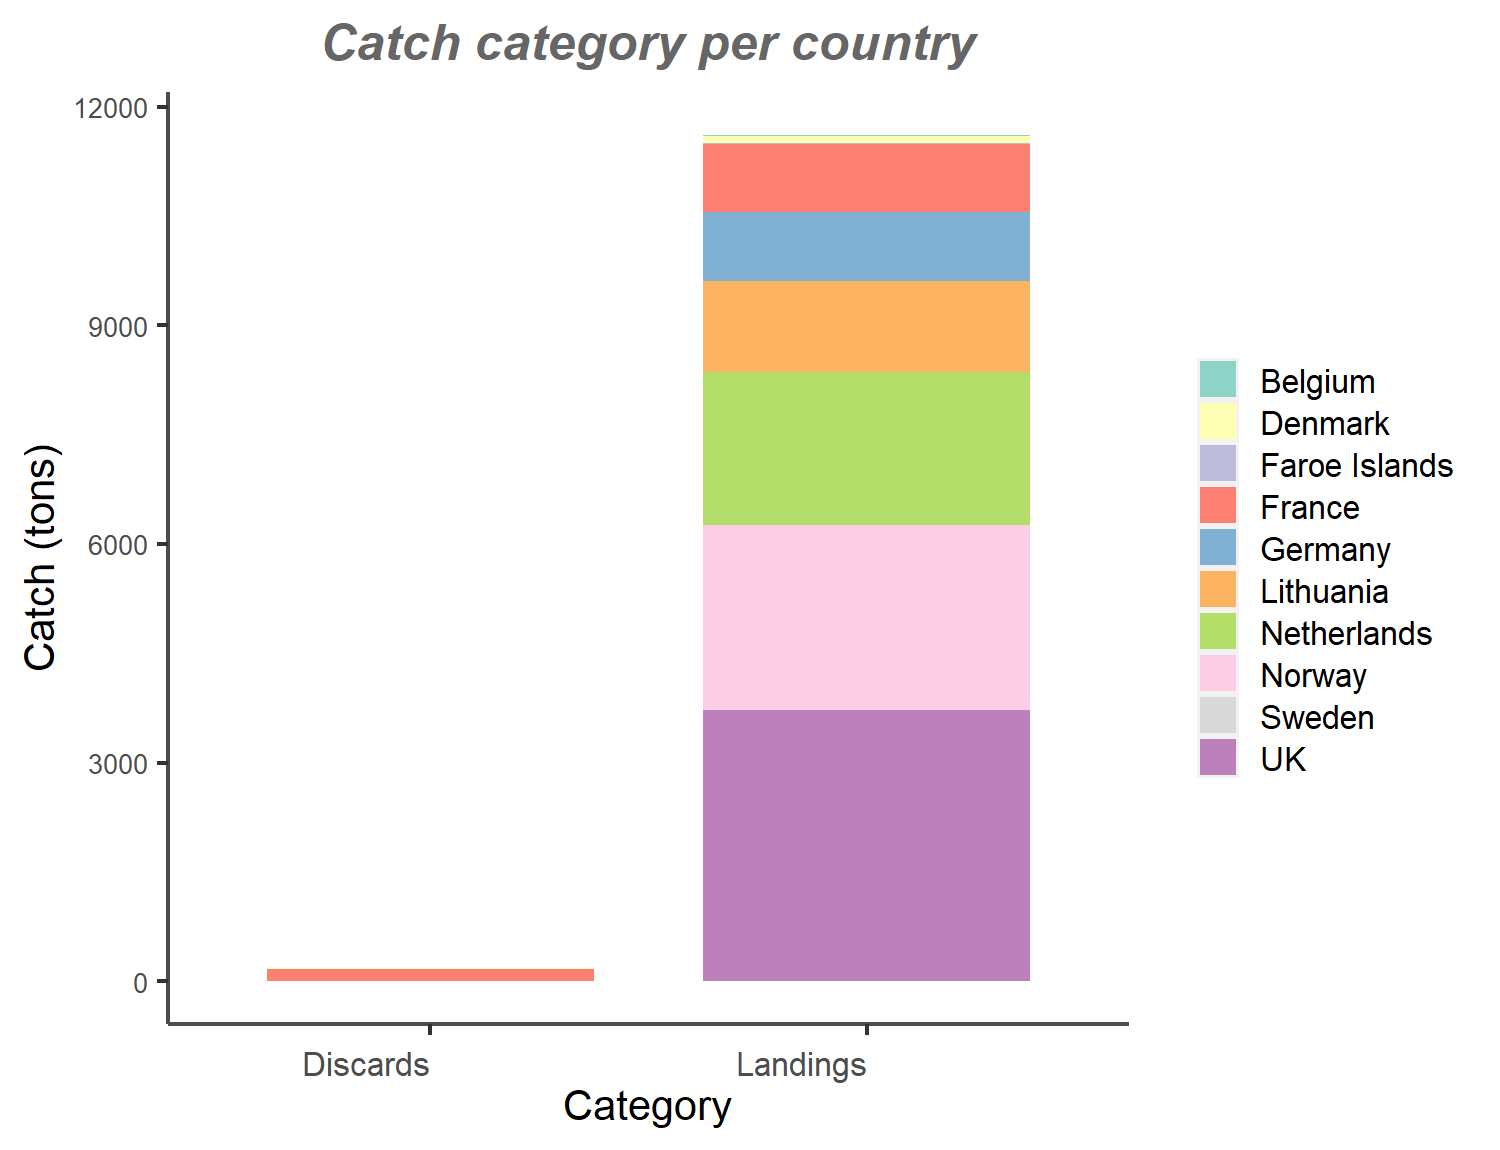 Catch category per country
12000
9000
6000
3000
0
Catch (tons)
Discards
Landings
Category
Belgium
Denmark
Faroe Islands
France
Germany
Lithuania
Netherlands
Norway
Sweden
UK